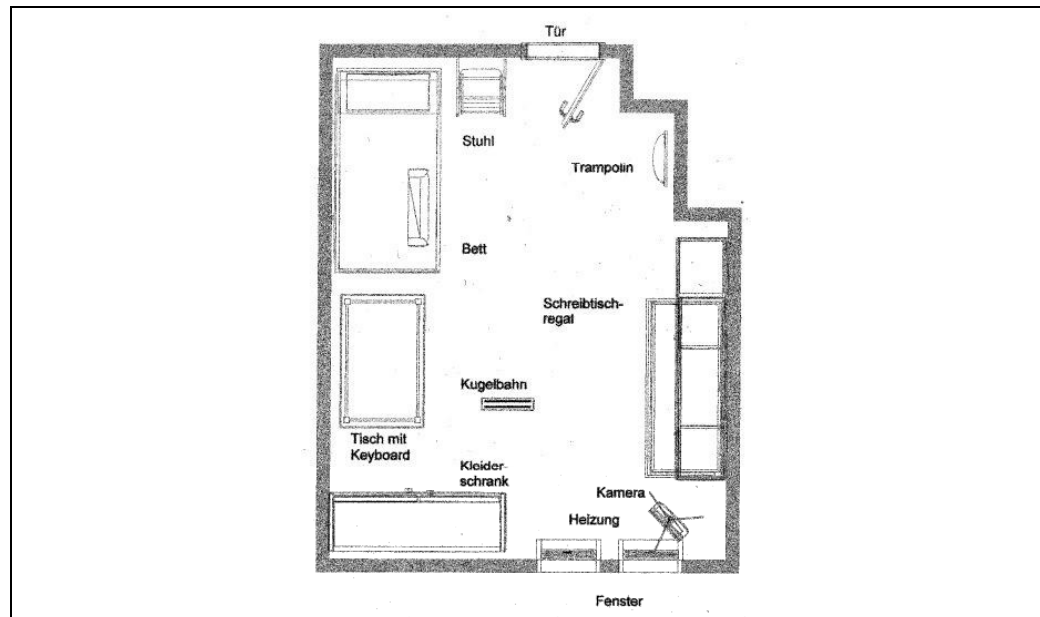 Tür
Stuhl
Trampolin
Bett
Schreibtisch-
regal
Kugelbahn
Tisch mit
Keyboard
Kleider-
schrank
Kamera
Heizung
Fenster